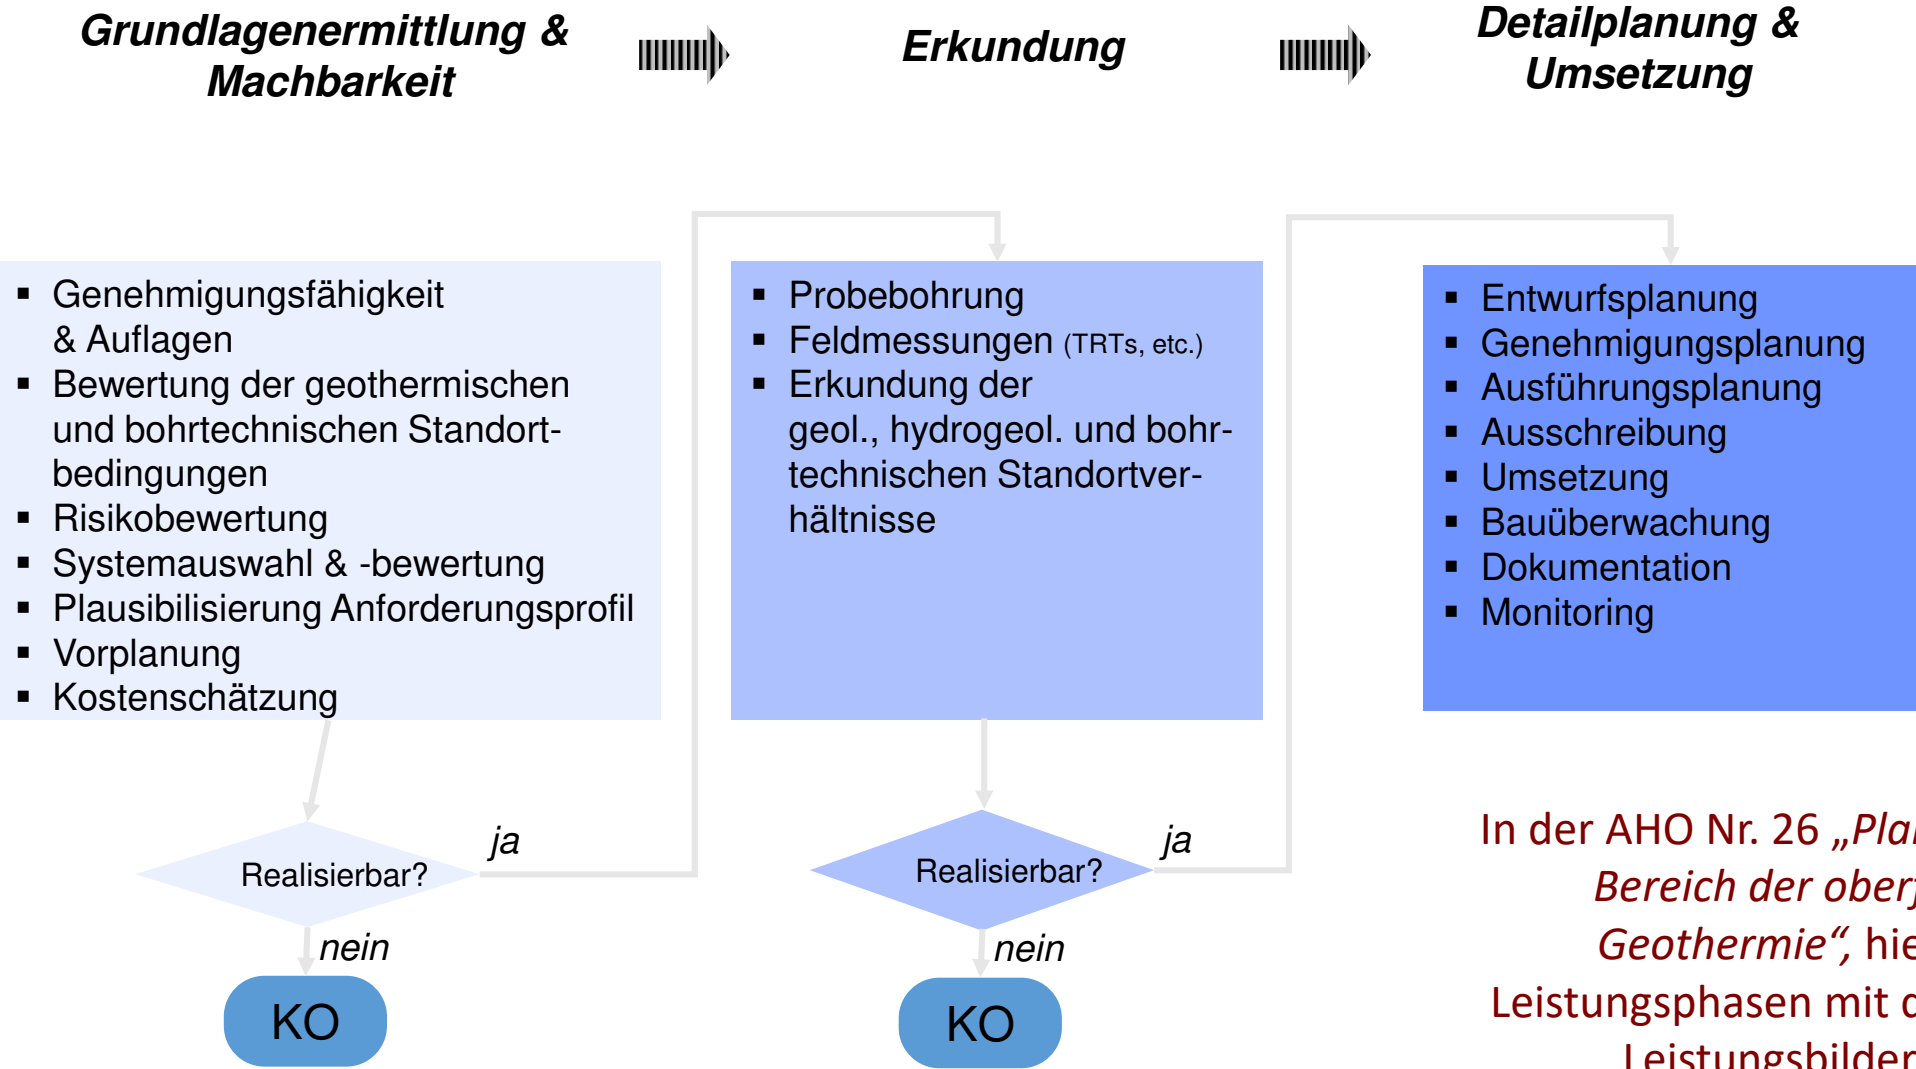 Grundlagenermittlung &
Machbarkeit
Erkundung
Detailplanung &
Umsetzung
▪ Genehmigungsfähigkeit
& Auflagen
▪ Bewertung der geothermischen
und bohrtechnischen Standort-
bedingungen
▪ Risikobewertung
▪ Systemauswahl & -bewertung
▪ Plausibilisierung Anforderungsprofil
▪ Vorplanung
▪ Kostenschätzung
▪ Probebohrung
▪ Feldmessungen (TRTs, etc.)
▪ Erkundung der
geol., hydrogeol. und bohr-
technischen Standortver-
hältnisse
▪ Entwurfsplanung
▪ Genehmigungsplanung
▪ Ausführungsplanung
▪ Ausschreibung
▪ Umsetzung
▪ Bauüberwachung
▪ Dokumentation
▪ Monitoring
Realisierbar?
ja
nein
KO
Realisierbar?
ja
nein
KO
In der AHO Nr. 26 „
Bereich der
Geothermie“,
Leistungsphasen mit